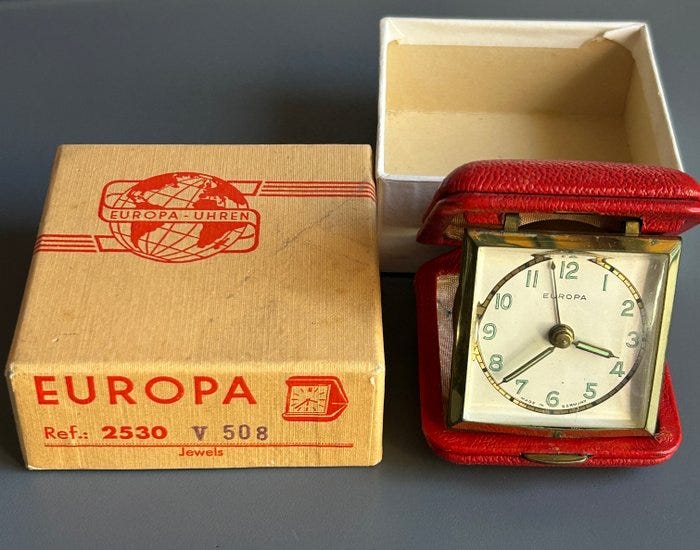 EUROPA-UHREN
EUROPA
Ref.: 2530 V 508
Jewels
EUROPA
12
1
2
3
4
5
6
7
8
9
10
11
MADE IN GERMANY